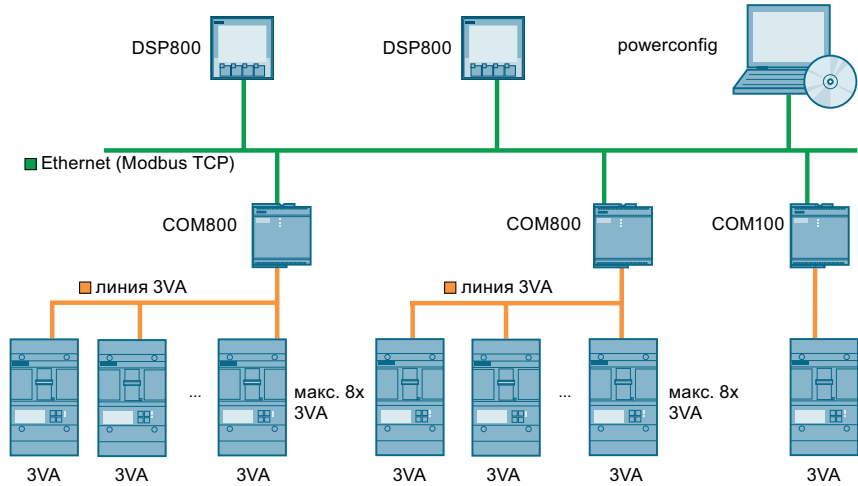 DSP800
DSP800
powerconfig
Ethernet (Modbus TCP)
COM800
COM800
COM100
линия 3VA
линия 3VA
...
макс. 8x
3VA
...
макс. 8x
3VA
3VA
3VA
3VA
3VA
3VA
3VA
3VA